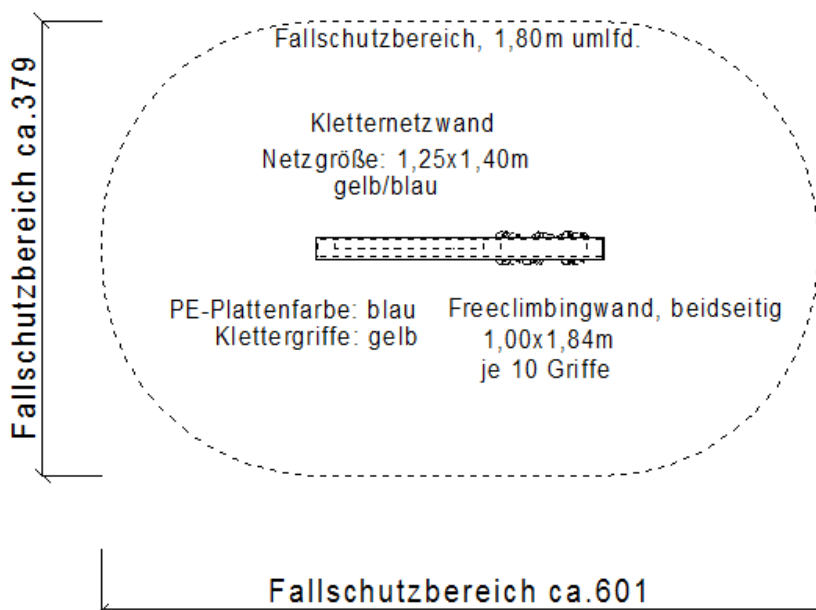 Fallschutzbereich, 1,80m umlfd.
Fallschutzbereich ca.379
Kletternetzwand
Netzgröße: 1,25x1,40m
gelb/blau
PE-Plattenfarbe: blau
Klettergriffe: gelb
Freeclimbingwand, beidseitig
1,00x1,84m
je 10 Griffe
Fallschutzbereich ca.601